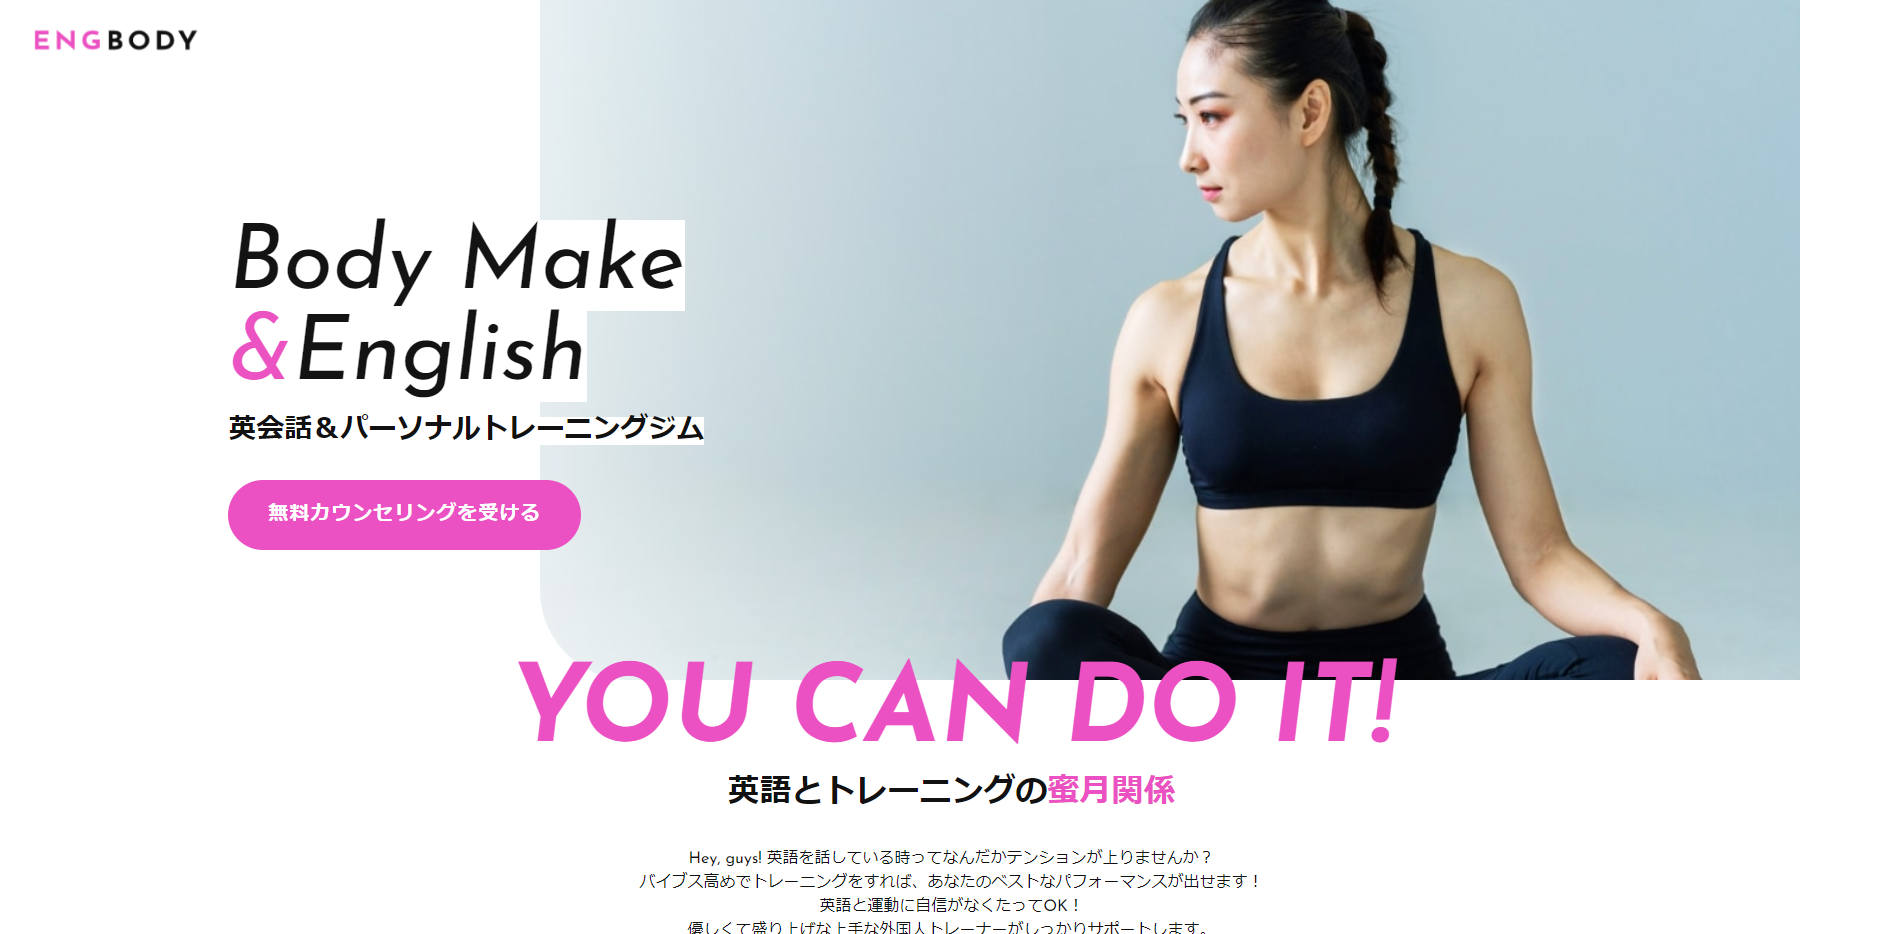 ENGBODY
Body Make
&English
英会話＆パーソナルトレーニングジム
無料カウンセリングを受ける
YOU CAN DO IT!
英語とトレーニングの蜜月関係
Hey, guys! 英語を話している時ってなんだかテンションが上りませんか？
バイブス高めでトレーニングをすれば、あなたのベストなパフォーマンスが出せます！
英語と運動に自信がなくたってOK！
優しくて盛り上げな上手な外国人トレーナーがしっかりサポートします。